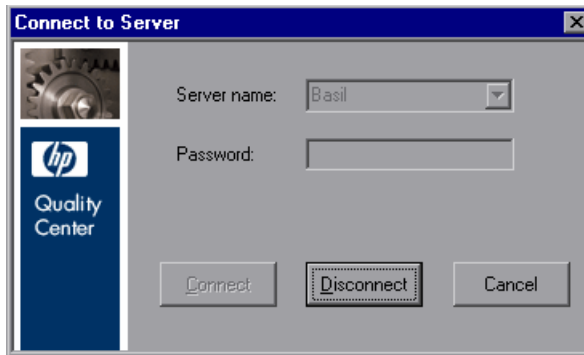 Connect to Server
Server name:
Basil
Password:
hp
Quality
Center
Connect
Disconnect
Cancel